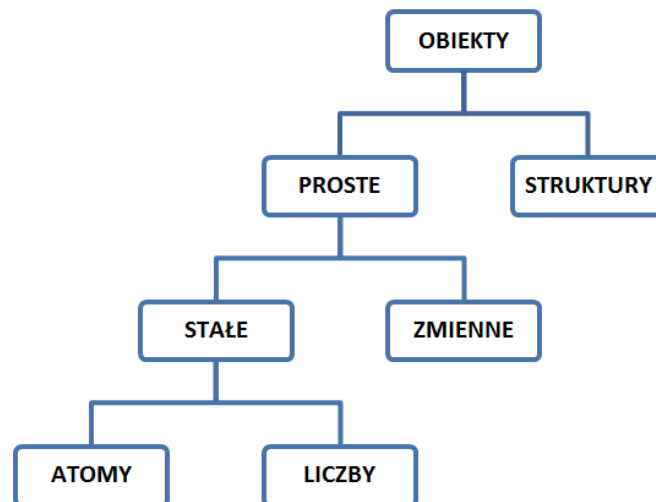 OBIEKTY
PROSTE
STRUKTURY
STAŁE
ZMIENNE
ATOMY
LICZBY